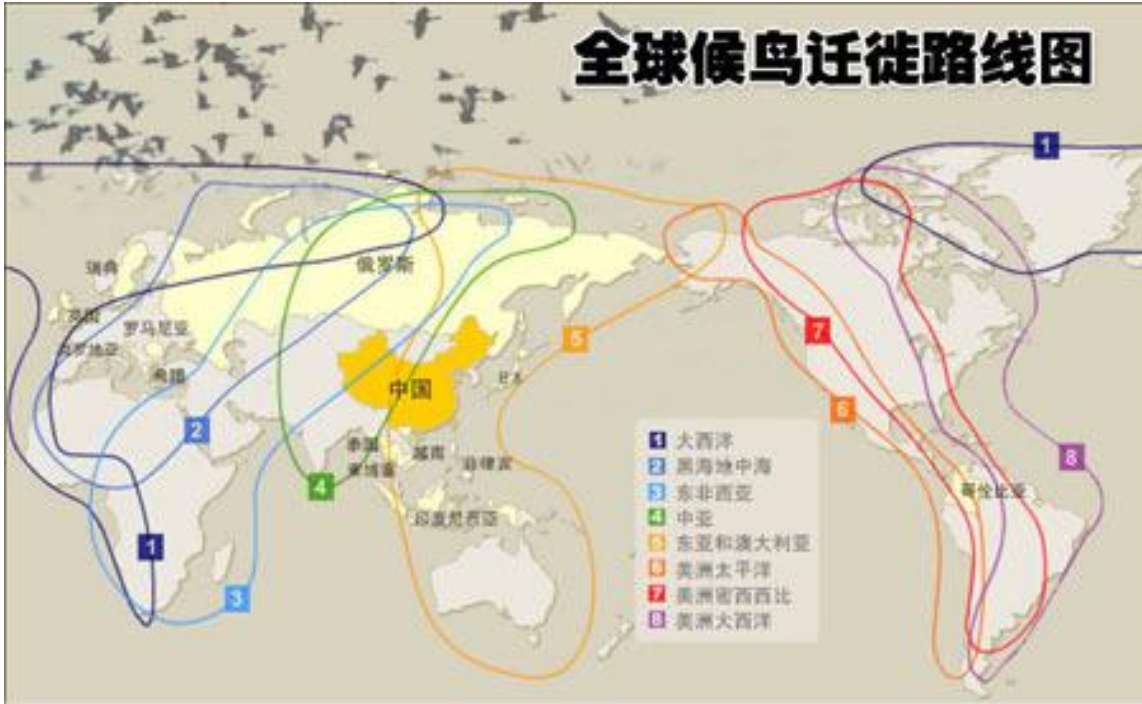 全球候鸟迁徙路线图
1
瑞典
俄罗斯
英国
罗马尼亚
克罗地亚
希腊
5
7
日本
中国
6
2
泰国
越南
菲律宾
柬埔寨
4
8
哥伦比亚
印度尼西亚
1
3
1 大西洋
2 黑海地中海
3 东非西亚
4 中亚
5 东亚和澳大利亚
6 美洲太平洋
7 美洲密西西比
8 美洲大西洋